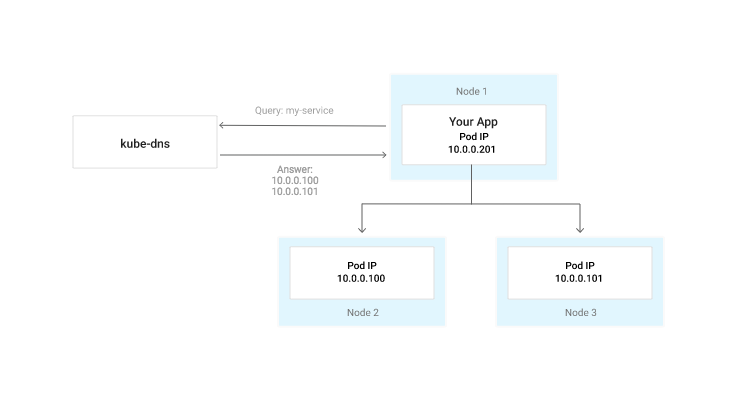 Node 1
Query: my-service
Your App
Pod IP
10.0.0.201
kube-dns
Answer:
10.0.0.100
10.0.0.101
Pod IP
10.0.0.100
Node 2
Pod IP
10.0.0.101
Node 3